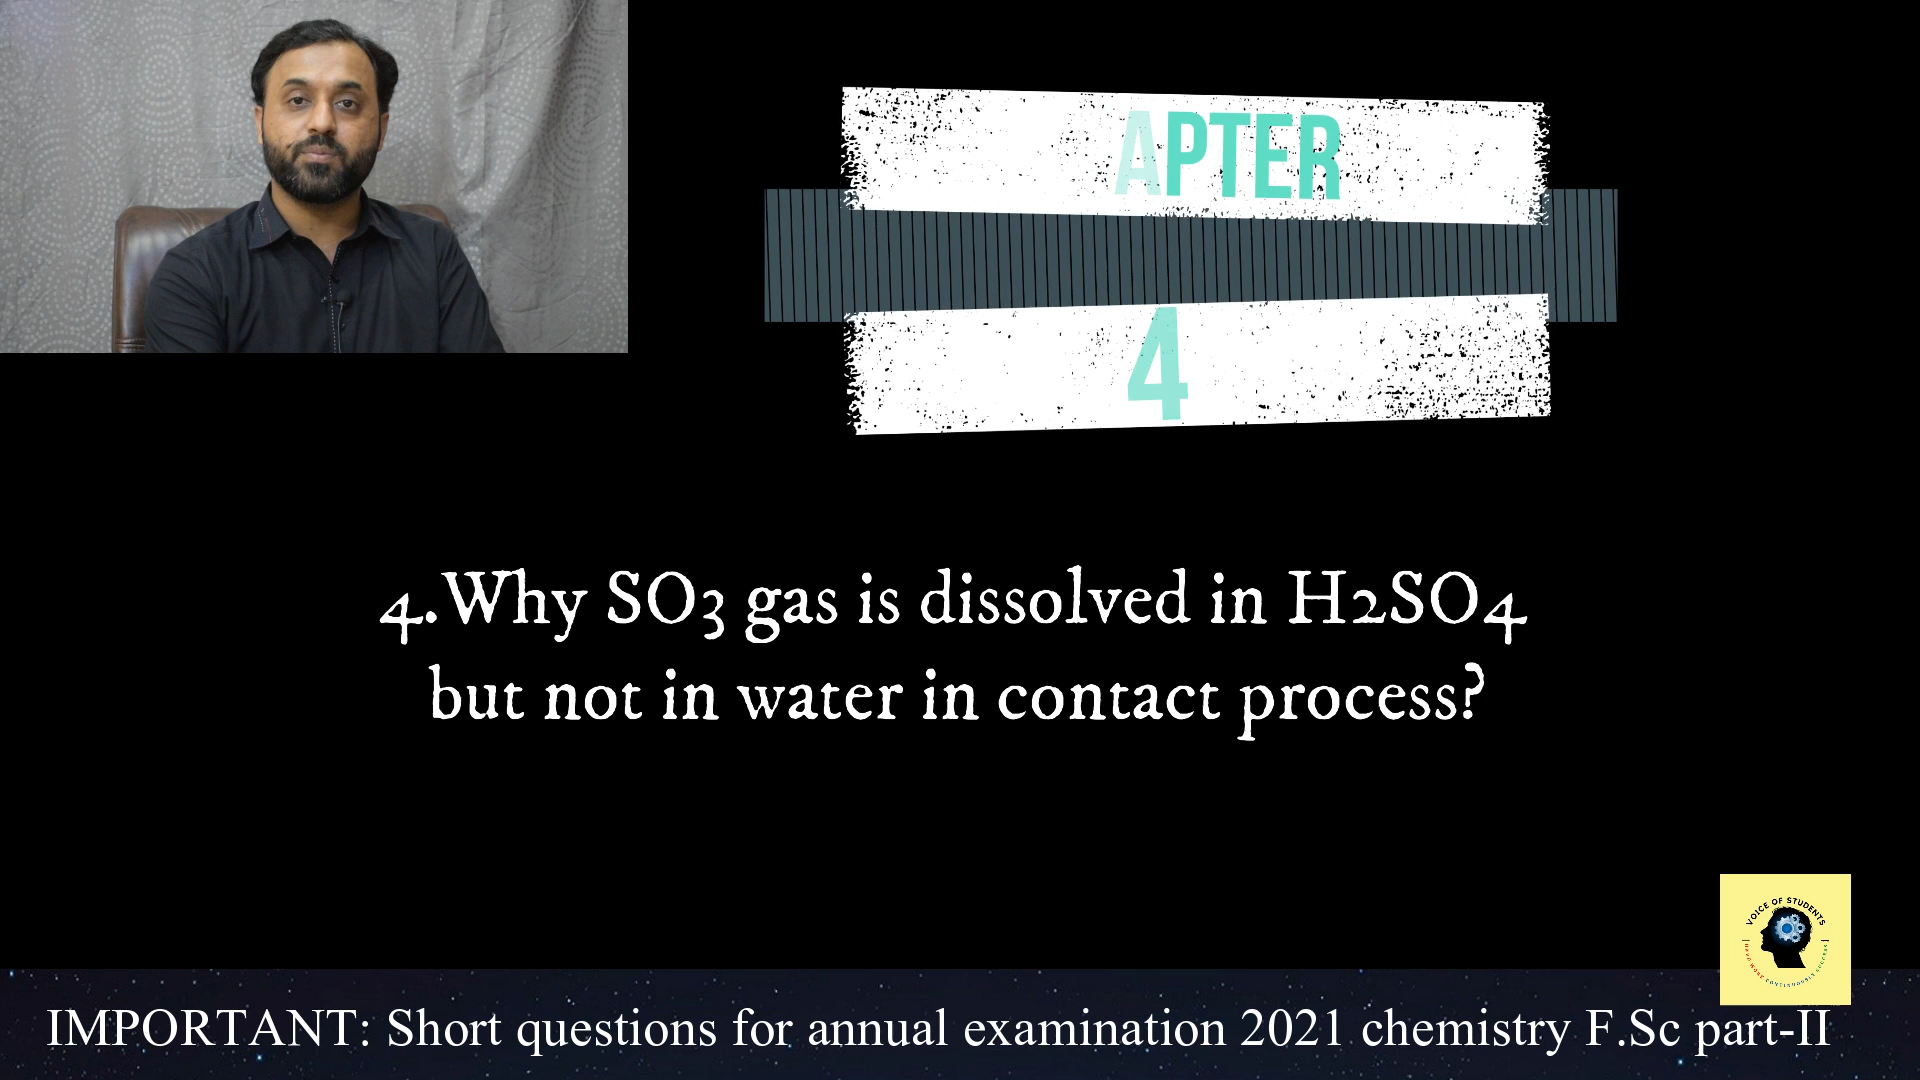 APTER
4
4.Why SO3 gas is dissolved in H2SO4
but not in water in contact process?
VOICE OF STUDENTS
IMPORTANT: Short questions for annual examination 2021 chemistry F.Sc part-II